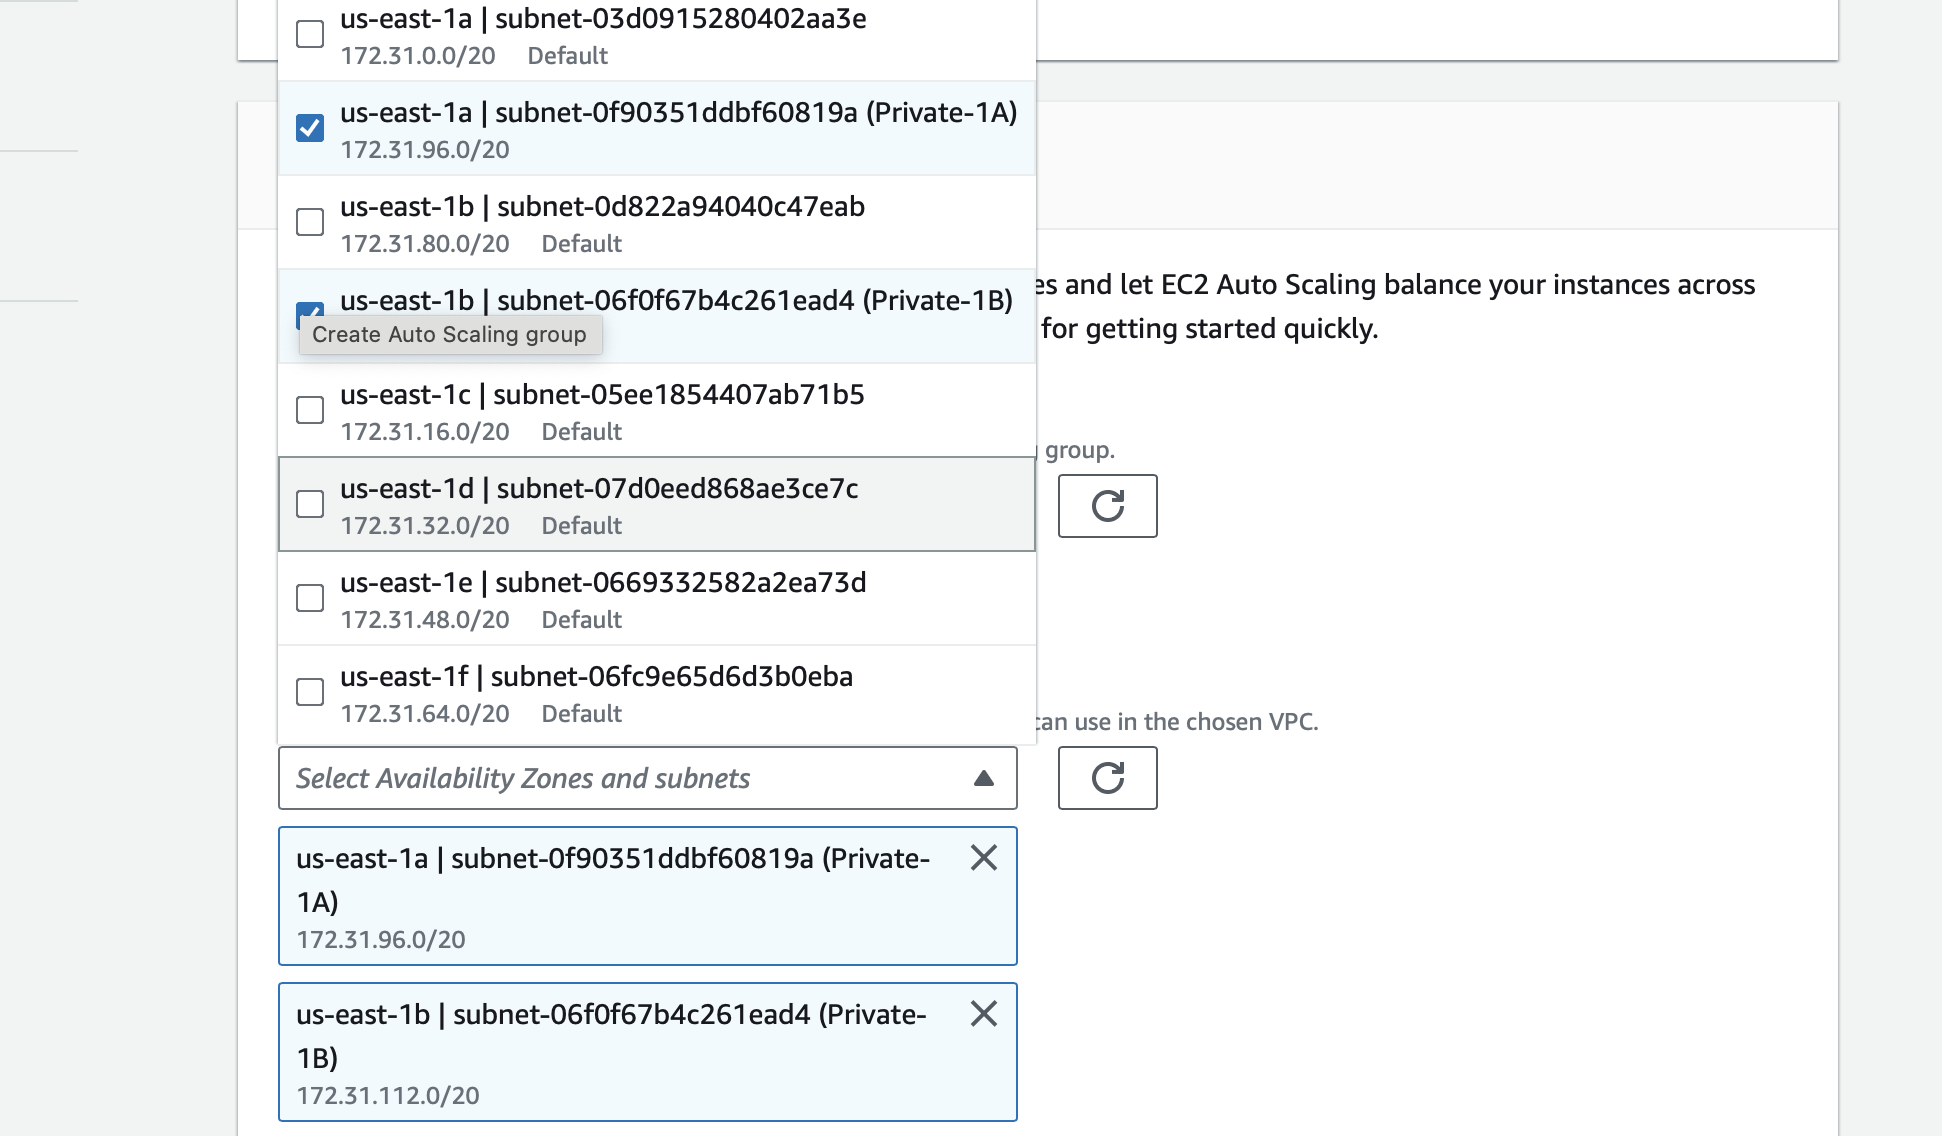 us-east-1a | subnet-03d0915280402aa3e
172.31.0.0/20 Default
us-east-1a | subnet-0f90351ddbf60819a (Private-1A)
172.31.96.0/20
us-east-1b | subnet-0d822a94040c47eab
172.31.80.0/20 Default
us-east-1b | subnet-06f0f67b4c261ead4 (Private-1B)
Create Auto Scaling group
us-east-1c | subnet-05ee1854407ab71b5
172.31.16.0/20 Default
us-east-1d | subnet-07d0eed868ae3ce7c
172.31.32.0/20 Default
us-east-1e | subnet-0669332582a2ea73d
172.31.48.0/20 Default
us-east-1f | subnet-06fc9e65d6d3b0eba
172.31.64.0/20 Default
and let EC2 Auto Scaling balance your instances across
for getting started quickly.
group.
can use in the chosen VPC.
Select Availability Zones and subnets
us-east-1a | subnet-0f90351ddbf60819a (Private-
1A)
172.31.96.0/20
us-east-1b | subnet-06f0f67b4c261ead4 (Private-
1B)
172.31.112.0/20